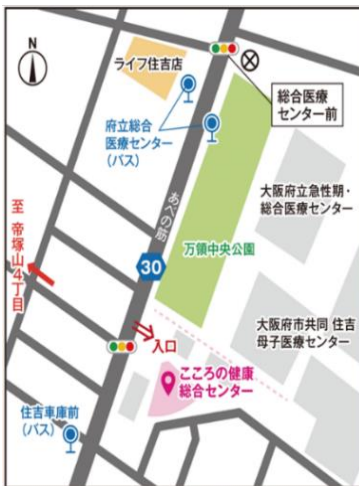 N
ライフ住吉店
総合医療
センター前
府立総合
医療センター
(バス)
あべの筋
大阪府立急性期・
総合医療センター
至 帝塚山4丁目
万領中央公園
30
大阪府市共同 住吉
母子医療センター
入口
こころの健康
総合センター
住吉車庫前
(バス)